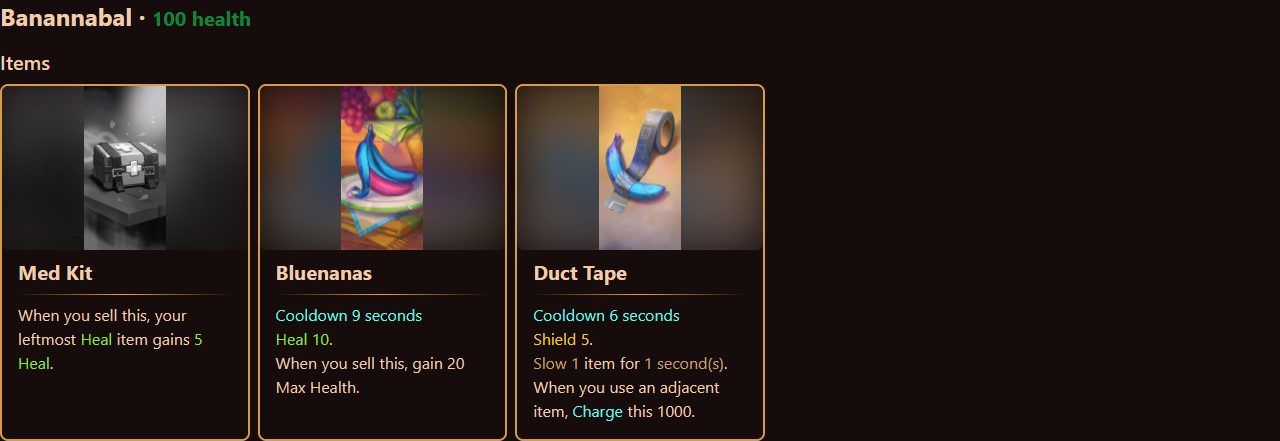 Banannabal · 100 health
Items
Med Kit
When you sell this, your
leftmost Heal item gains 5
Heal.
Bluenanas
Cooldown 9 seconds
Heal 10.
When you sell this, gain 20
Max Health.
Duct Tape
Cooldown 6 seconds
Shield 5.
Slow 1 item for 1 second(s).
When you use an adjacent
item, Charge this 1000.